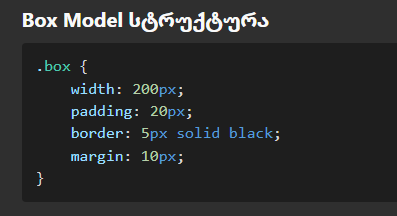 Box Model სტრუქტურა
.box {
    width: 200px;
    padding: 20px;
    border: 5px solid black;
    margin: 10px;
}